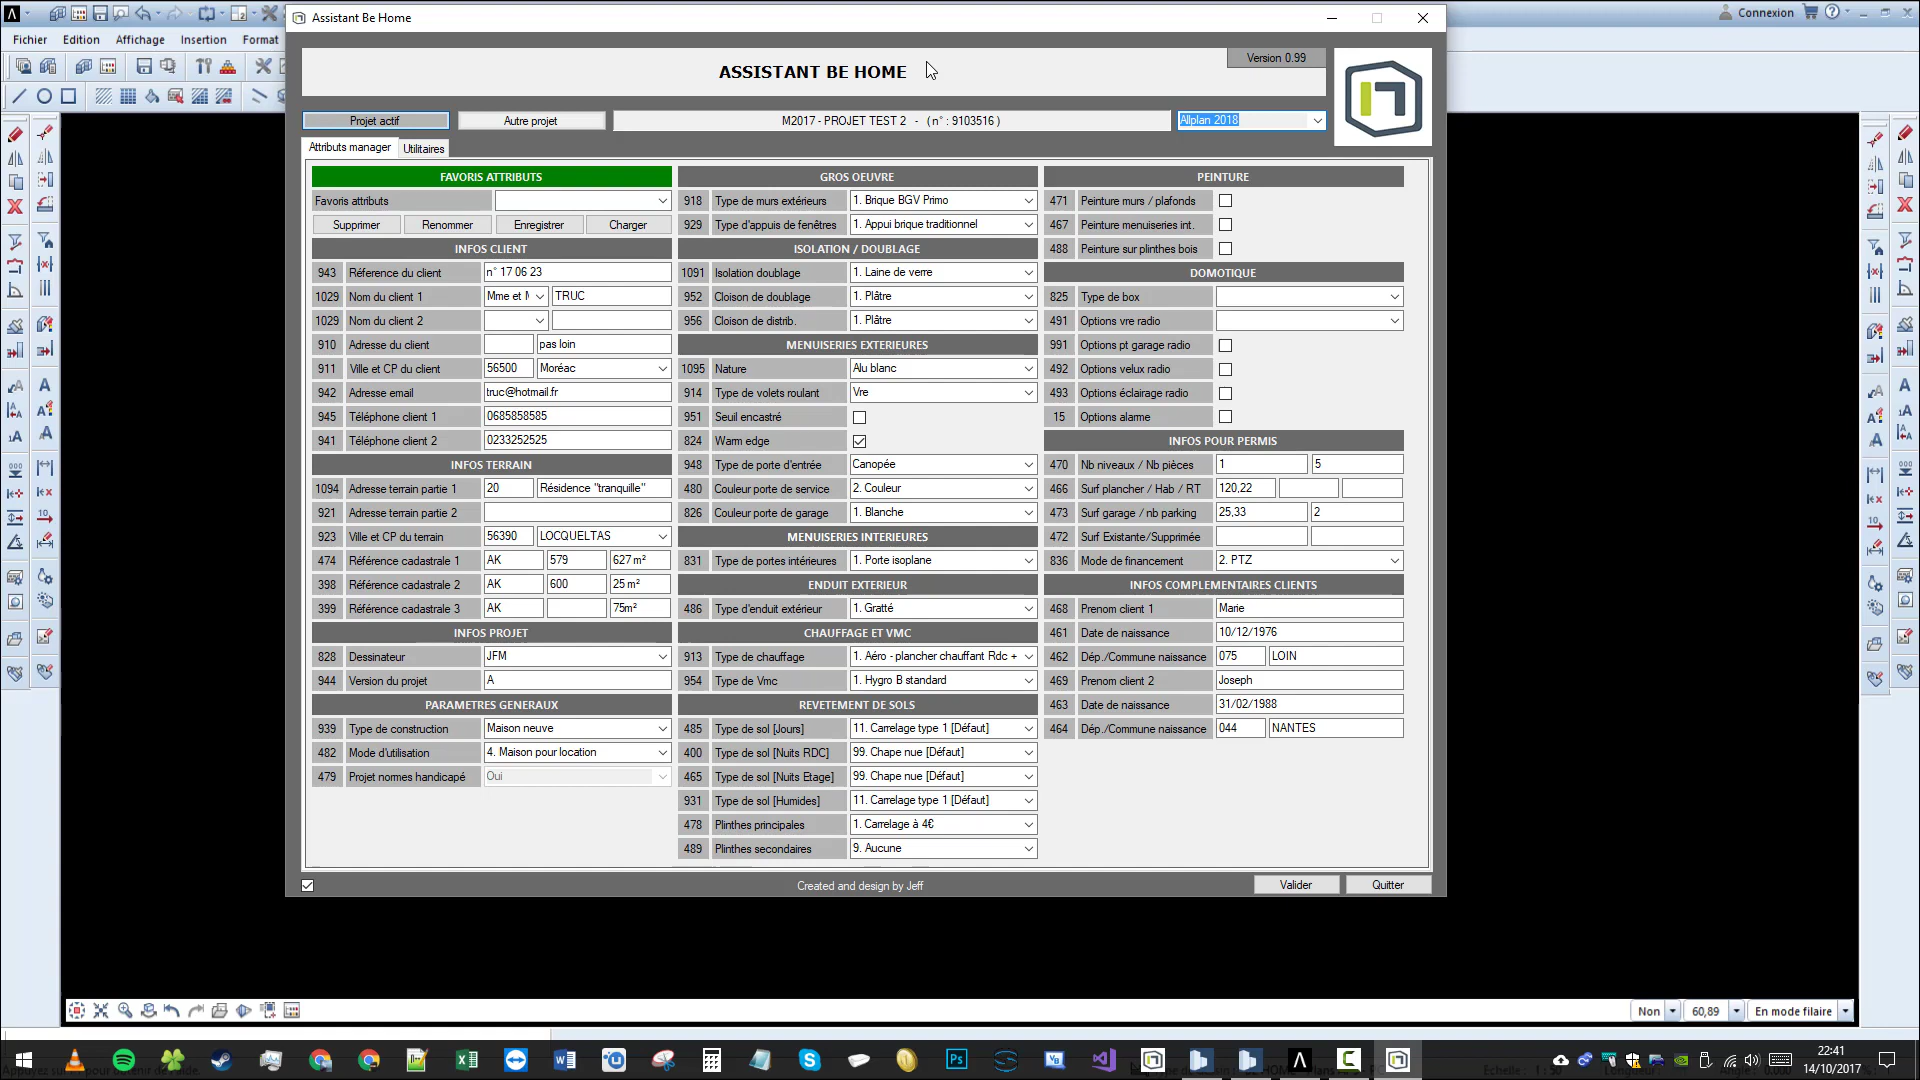 Assistant Be Home
Connexion
Fichier Edition Affichage Insertion Format
ASSISTANT BE HOME
Version 0.99
Projet actif
Autre projet
M2017 - PROJET TEST 2 - ( n° : 9103516 )
Allplan 2018
Attributs manager
Utilitaires
FAVORIS ATTRIBUTS
Favoris attributs
Supprimer Renommer Enregistrer Charger
INFOS CLIENT
943 Réference du client n° 17 06 23
1029 Nom du client 1 Mme et TRUC
1029 Nom du client 2
910 Adresse du client pas loin
911 Ville et CP du client 56500 Moréac
942 Adresse email truc@hotmail.fr
945 Téléphone client 1 0685858585
941 Téléphone client 2 0233252525
INFOS TERRAIN
1094 Adresse terrain partie 1 20 Résidence "tranquille"
921 Adresse terrain partie 2
923 Ville et CP du terrain 56390 LOCQUELTAS
474 Référence cadastrale 1 AK 579 627 m²
398 Référence cadastrale 2 AK 600 25 m²
399 Référence cadastrale 3 AK 75m²
INFOS PROJET
828 Dessinateur JFM
944 Version du projet A
PARAMETRES GENERAUX
939 Type de construction Maison neuve
482 Mode d'utilisation 4. Maison pour location
479 Projet normes handicapé Oui
GROS OEUVRE
918 Type de murs extérieurs 1. Brique BGV Primo
929 Type d'appuis de fenêtres 1. Appui brique traditionnel
ISOLATION / DOUBLAGE
1091 Isolation doublage 1. Laine de verre
952 Cloison de doublage 1. Plâtre
956 Cloison de distrib. 1. Plâtre
MENUISERIES EXTERIEURES
1095 Nature Alu blanc
914 Type de volets roulant Vre
951 Seuil encastré
824 Warm edge
948 Type de porte d'entrée Canopée
480 Couleur porte de service 2. Couleur
826 Couleur porte de garage 1. Blanche
MENUISERIES INTERIEURES
831 Type de portes intérieures 1. Porte isoplane
ENDUIT EXTERIEUR
486 Type d'enduit extérieur 1. Gratté
CHAUFFAGE ET VMC
913 Type de chauffage 1. Aéro - plancher chauffant Rdc +
954 Type de Vmc 1. Hygro B standard
REVETEMENT DE SOLS
485 Type de sol [Jours] 11. Carrelage type 1 [Défaut]
400 Type de sol [Nuits RDC] 99. Chape nue [Défaut]
465 Type de sol [Nuits Etage] 99. Chape nue [Défaut]
931 Type de sol [Humides] 11. Carrelage type 1 [Défaut]
478 Plinthes principales 1. Carrelage à 4€
489 Plinthes secondaires 9. Aucune
PEINTURE
471 Peinture murs / plafonds
467 Peinture menuiseries int.
488 Peinture sur plinthes bois
DOMOTIQUE
825 Type de box
491 Options vre radio
991 Options pt garage radio
492 Options velux radio
493 Options éclairage radio
15 Options alarme
INFOS POUR PERMIS
470 Nb niveaux / Nb pièces 1 5
466 Surf plancher / Hab / RT 120,22
473 Surf garage / nb parking 25,33 2
472 Surf Existante/Supprimée
836 Mode de financement 2. PTZ
INFOS COMPLEMENTAIRES CLIENTS
468 Prenom client 1 Marie
461 Date de naissance 10/12/1976
462 Dép./Commune naissance 075 LOIN
469 Prenom client 2 Joseph
463 Date de naissance 31/02/1988
464 Dép./Commune naissance 044 NANTES
Created and design by Jeff
Valider
Quitter
Non 60,89 En mode filaire
22:41
14/10/2017